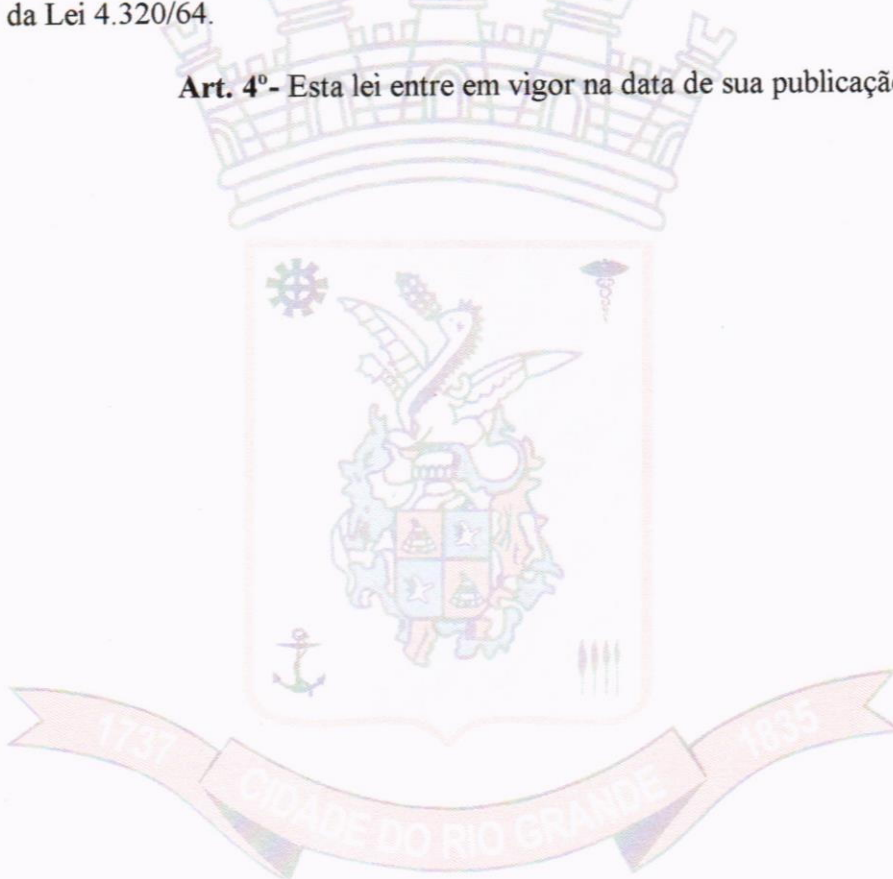 da Lei 4.320/64.
Art. 4º- Esta lei entre em vigor na data de sua publicação
1737
1835
CIDADE DO RIO GRANDE